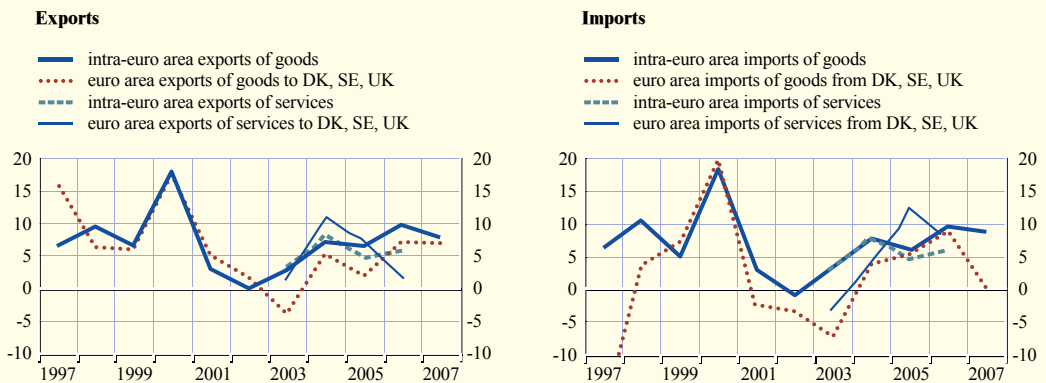 Exports
intra-euro area exports of goods
euro area exports of goods to DK, SE, UK
intra-euro area exports of services
euro area exports of services to DK, SE, UK
20 20
15 15
10 10
5 5
0 0
-5 -5
-10 -10
1997 1999 2001 2003 2005 2007
Imports
intra-euro area imports of goods
euro area imports of goods from DK, SE, UK
intra-euro area imports of services
euro area imports of services from DK, SE, UK
20 20
15 15
10 10
5 5
0 0
-5 -5
-10 -10
1997 1999 2001 2003 2005 2007